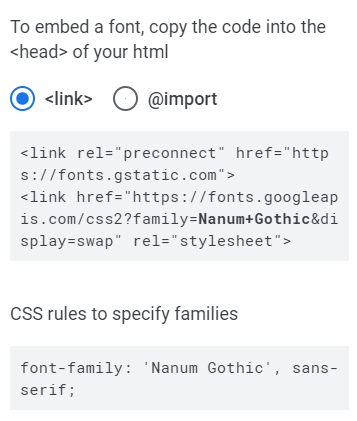 To embed a font, copy the code into the
<head> of your html
<link> @import
<link rel="preconnect" href="http
s://fonts.gstatic.com">
<link href="https://fonts.googleap
is.com/css2?family=Nanum+Gothic&di
splay=swap" rel="stylesheet">
CSS rules to specify families
font-family: 'Nanum Gothic', sans-
serif;